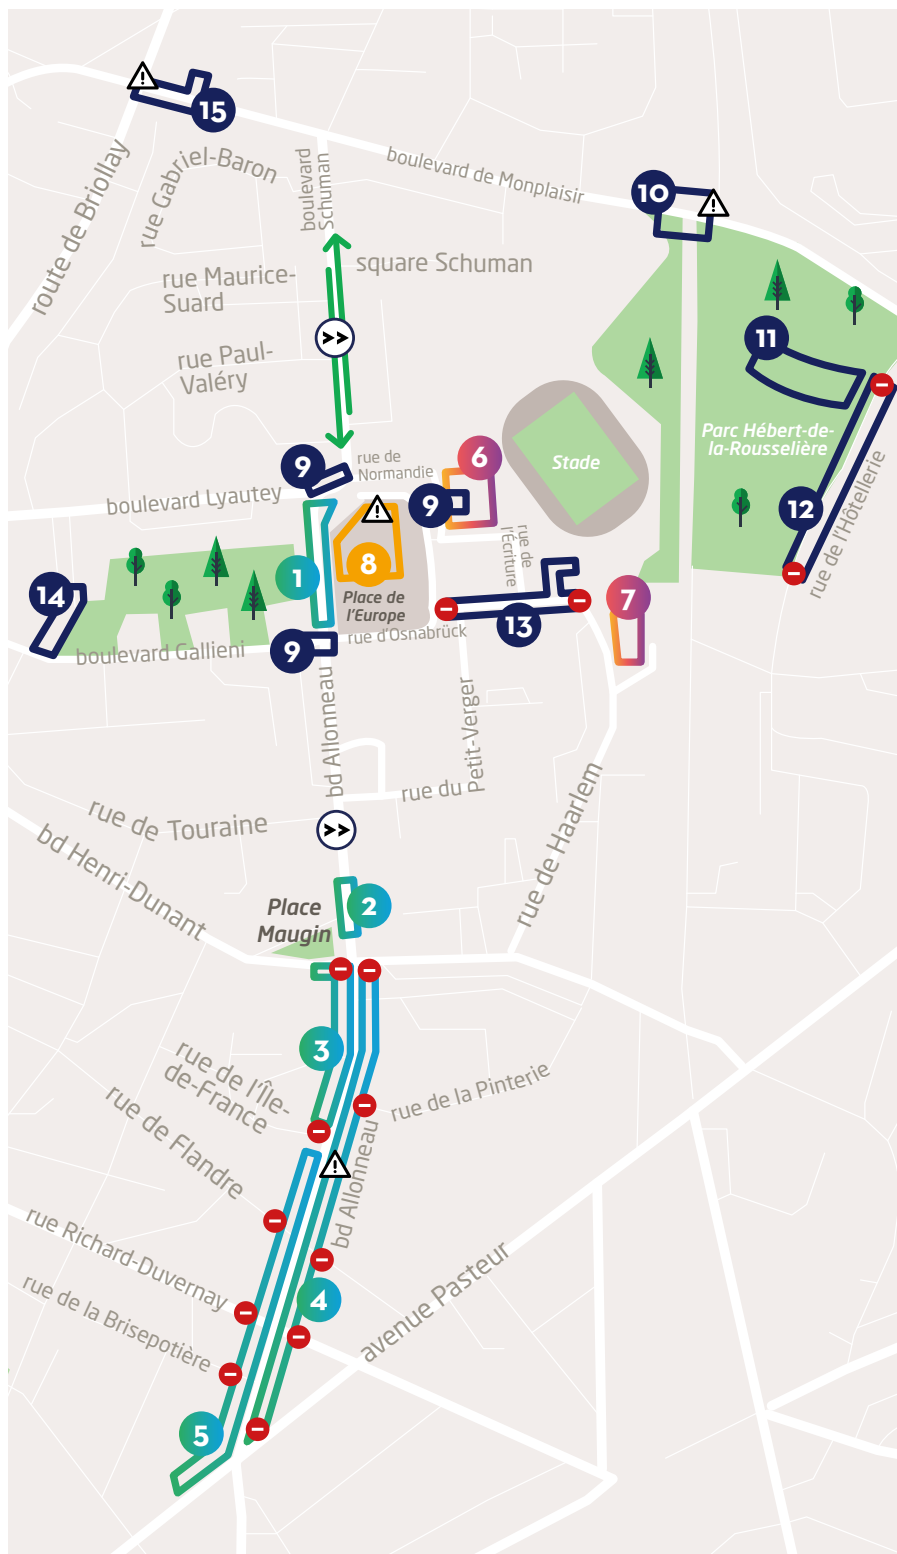 15
route de Briollay
rue Gabriel-Baron
boulevard
Schuman
boulevard de Monplaisir
10
rue Maurice-
Suard
square Schuman
>>
rue Paul-
Valéry
11
Parc Hébert-de-
la-Rousselière
Stade
12
rue de l'Hôtellerie
9
rue de
Normandie
6
boulevard Lyautey
9
rue de
l'Écriture
8
Place de
l'Europe
1
14
7
13
rue d'Osnabrück
9
boulevard Gallieni
bd Allonneau
rue du Petit-Verger
rue de Touraine
>>
rue de Haarlem
bd Henri-Dunant
2
Place
Maugin
3
rue de l'Île-
de-France
rue de la Pinterie
rue de Flandre
bd Allonneau
rue Richard-Duvernay
rue de la Brisepotière
4
avenue Pasteur
5